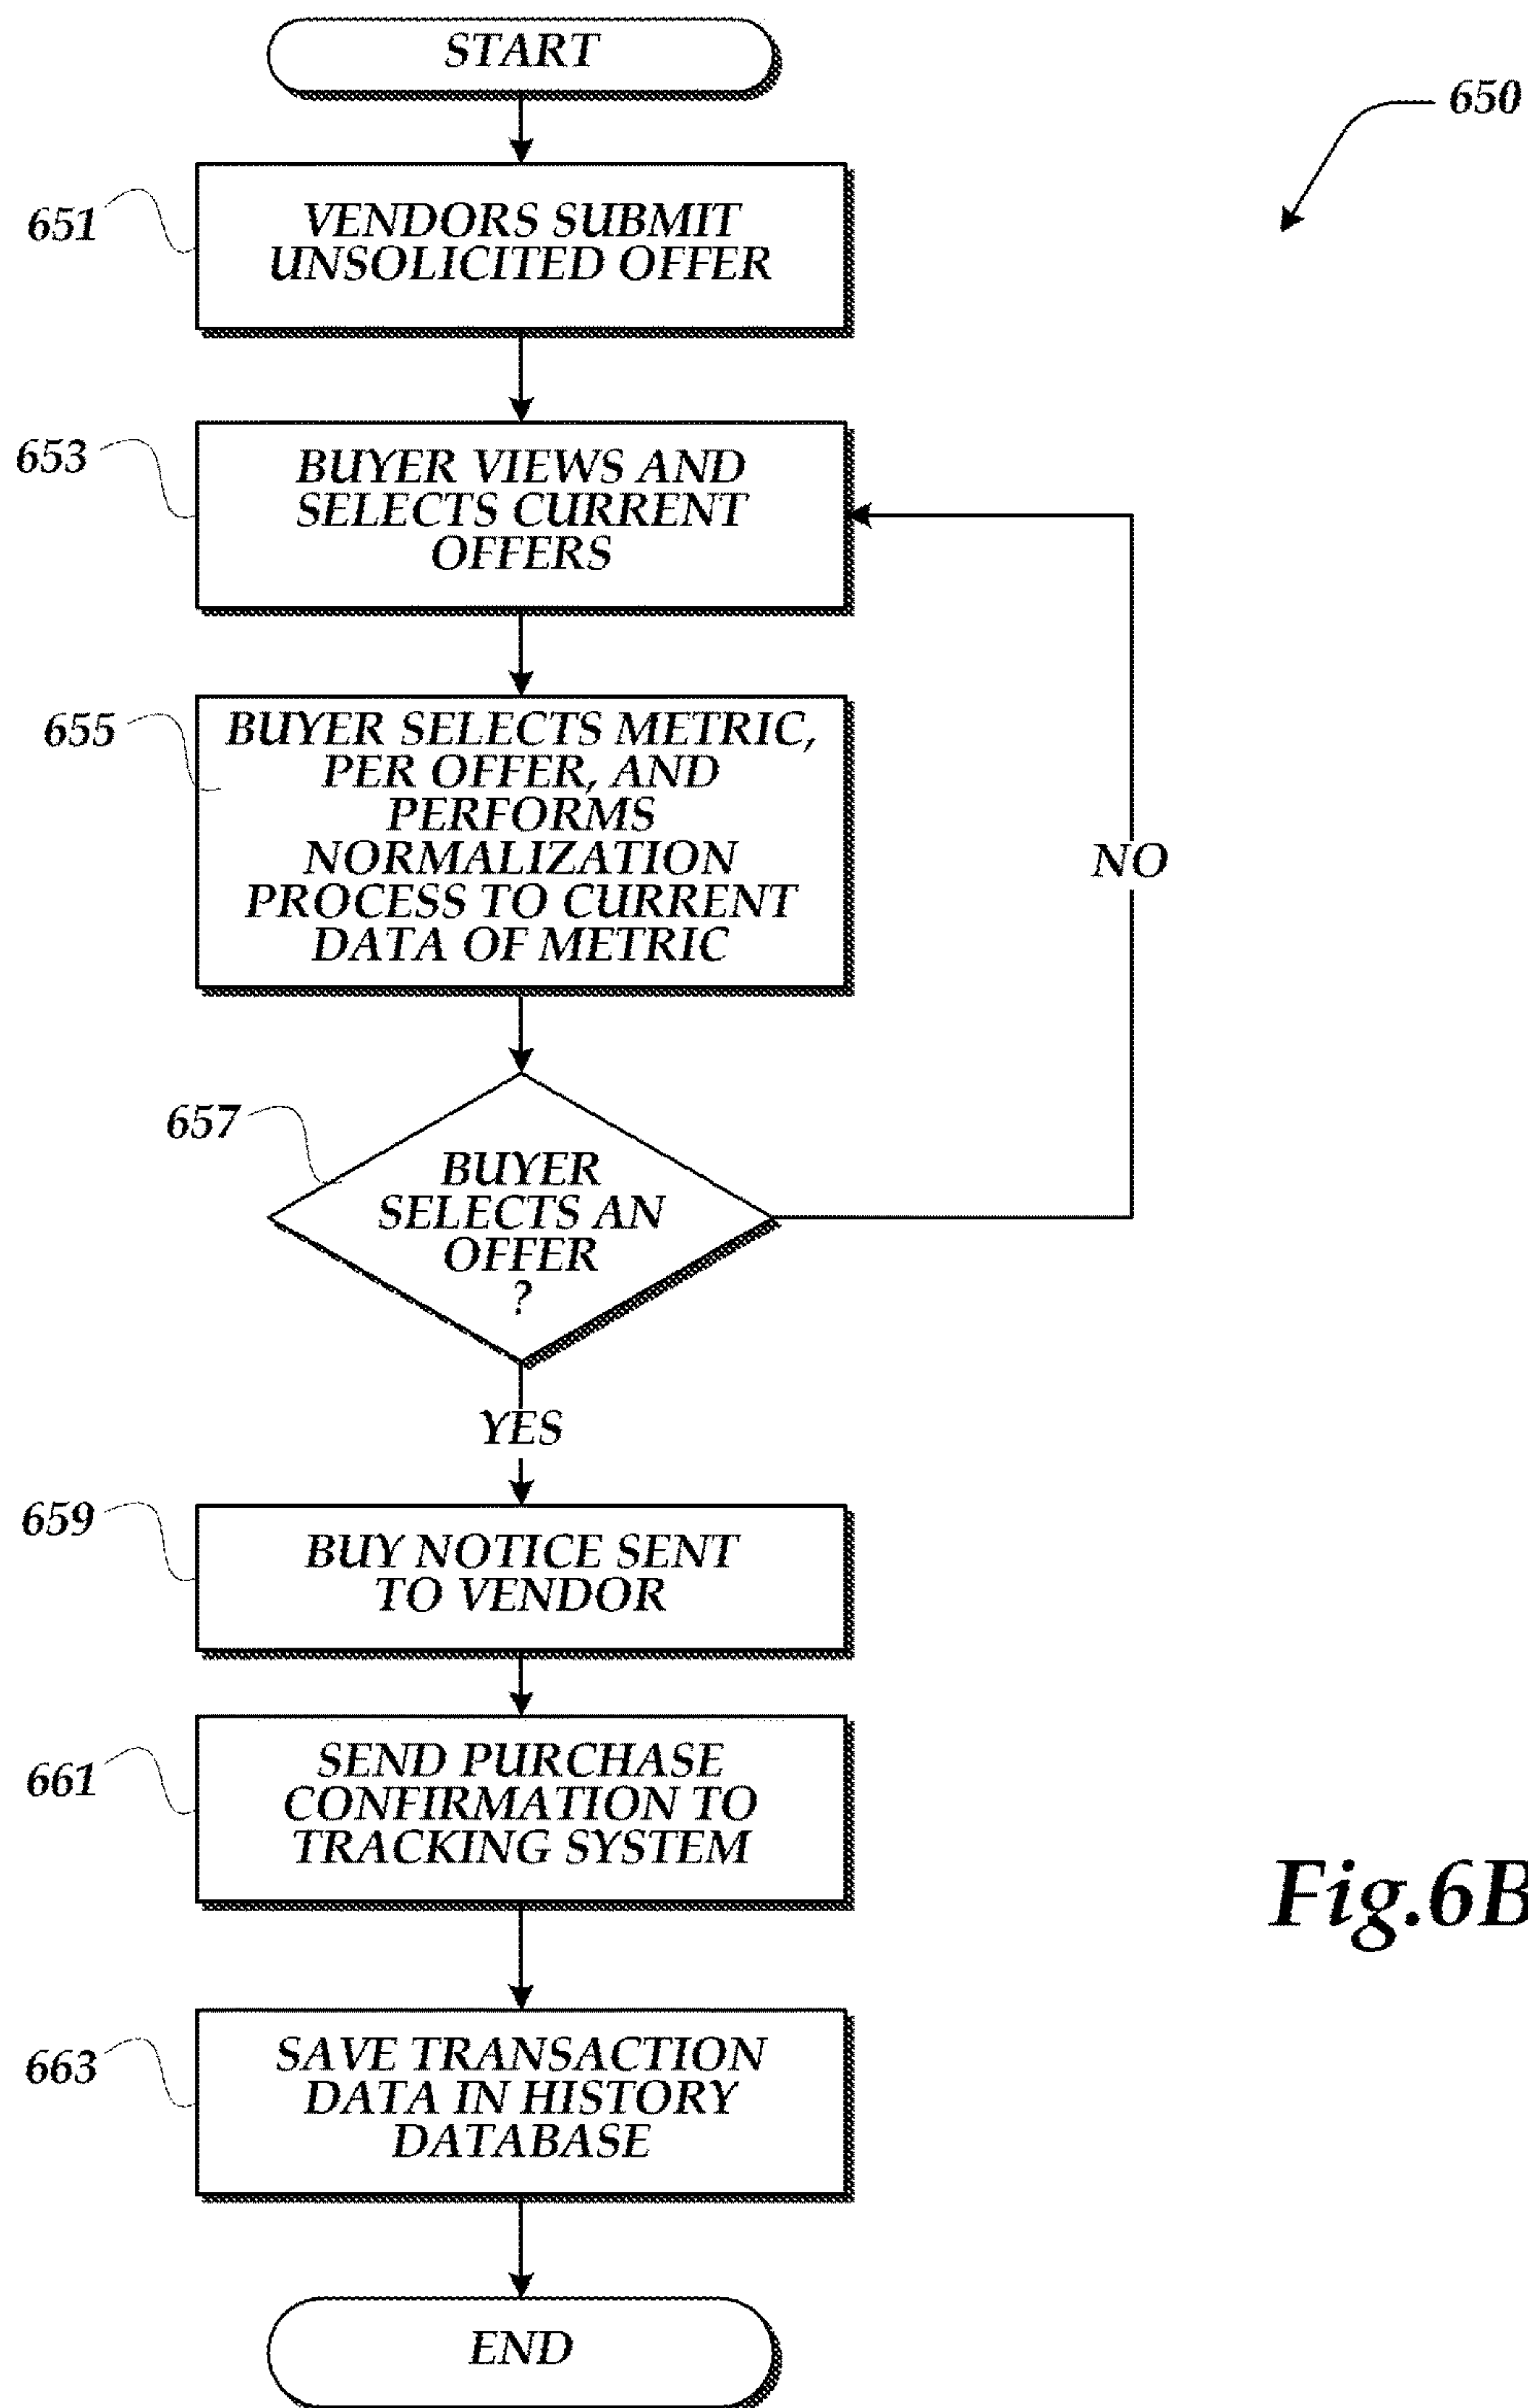 START
650
651
VENDORS SUBMIT
UNSOLICITED OFFER
653
BUYER VIEWS AND
SELECTS CURRENT
OFFERS
655
BUYER SELECTS METRIC,
PER OFFER, AND
PERFORMS
NORMALIZATION
PROCESS TO CURRENT
DATA OF METRIC
NO
657
BUYER
SELECTS AN
OFFER
?
YES
659
BUY NOTICE SENT
TO VENDOR
661
SEND PURCHASE
CONFIRMATION TO
TRACKING SYSTEM
Fig.6B
663
SAVE TRANSACTION
DATA IN HISTORY
DATABASE
END